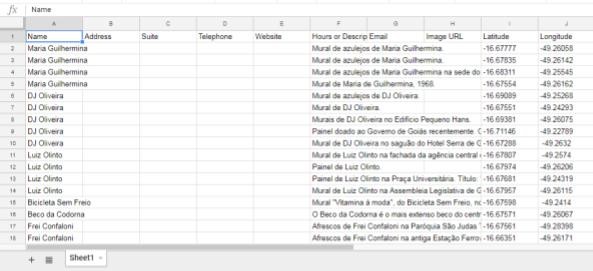 fx Name
A B C D E F G H I J
1 Name Address Suite Telephone Website Hours or Descrip Email Image URL Latitude Longitude
2 Maria Guilhermina Mural de azulejos de Maria Guilhermina. -16.67777 -49.26058
3 Maria Guilhermina Mural de azulejos de Maria Guilhermina. -16.67835 -49.26142
4 Maria Guilhermina Mural de azulejos de Maria Guilhermina na sede do -16.68311 -49.25545
5 Maria Guilhermina Mural de Maria de Guilhermina, 1968. -16.67554 -49.26162
6 DJ Oliveira Mural de azulejos de DJ Oliveira. -16.69089 -49.25268
7 DJ Oliveira Mural de DJ Oliveira. -16.67551 -49.24293
8 DJ Oliveira Murais de DJ Oliveira no Edifício Pequeno Hans. -16.69381 -49.26075
9 DJ Oliveira Painel doado ao Governo de Goiás recentemente. -16.71146 -49.22789
10 DJ Oliveira Mural de DJ Oliveira no saguão do Hotel Serra de -16.67288 -49.2632
11 Luiz Olinto Mural de Luiz Olinto na fachada da agência central -16.67807 -49.2574
12 Luiz Olinto Painel de Luiz Olinto. -16.67974 -49.26206
13 Luiz Olinto Painel de Luiz Olinto na Praça Universitária. Título: -16.67681 -49.24319
14 Luiz Olinto Mural de Luiz Olinto na Assembleia Legislativa de G -16.67957 -49.26115
15 Bicicleta Sem Freio Mural "Vitamina à moda", do Bicicleta Sem Freio, -16.67598 -49.2414
16 Beco da Codorna O Beco da Codorna é o mais extenso beco do centr -16.67571 -49.26067
17 Frei Confaloni Afrescos de Frei Confaloni na Paróquia São Judas -16.67561 -49.28398
18 Frei Confaloni Afrescos de Frei Confaloni na antiga Estação Ferrov -16.66351 -49.26171
Sheet1